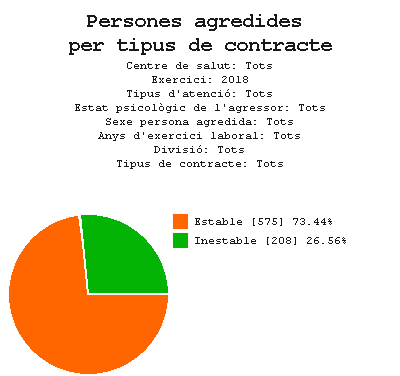 Persones agredides
per tipus de contracte
Centre de salut: Tots
Exercici: 2018
Tipus d'atenció: Tots
Estat psicològic de l'agressor: Tots
Sexe persona agredida: Tots
Anys d'exercici laboral: Tots
Divisió: Tots
Tipus de contracte: Tots
Estable [575] 73.44%
Inestable [208] 26.56%